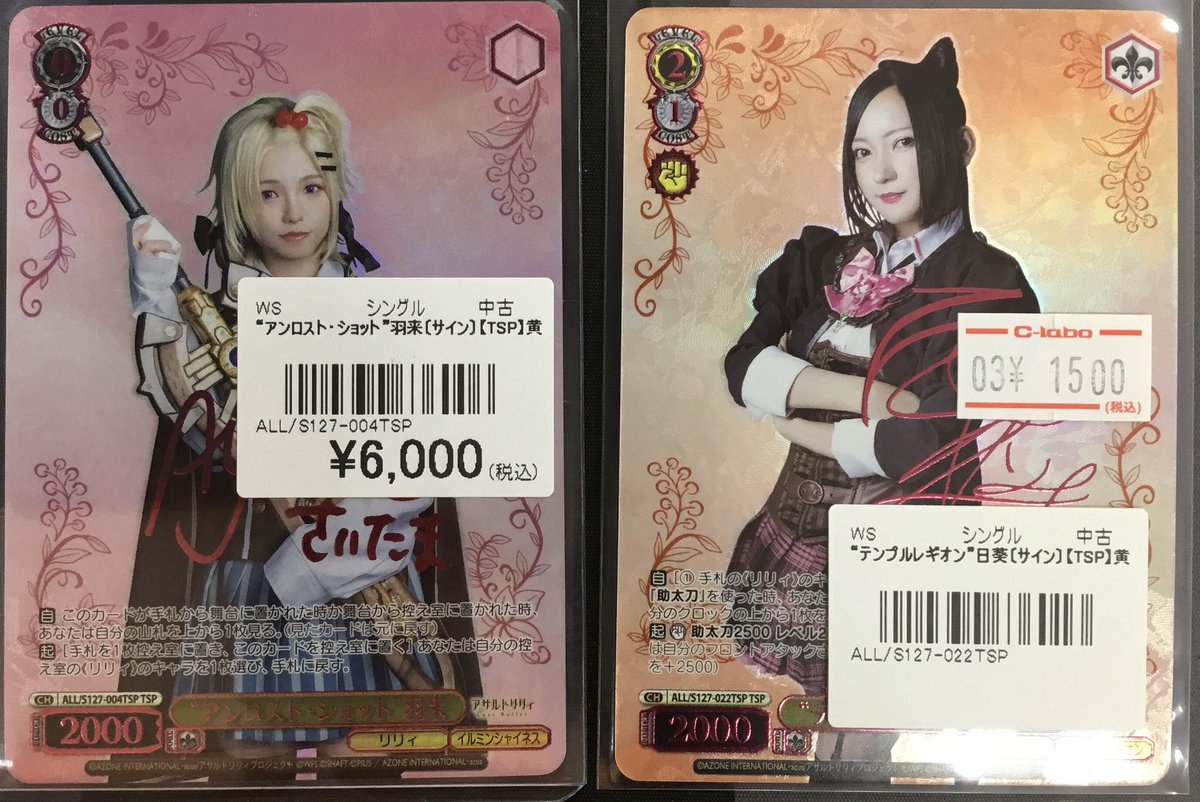 LEVEL
0
0
COST
WS シングル 中古
“アンロスト・ショット”羽来〔サイン〕【TSP】黄
ALL/S127-004TSP
¥6,000(税込)
さいたま
自 このカードが手札から舞台に置かれた時か舞台から控え室に置かれた時、
あなたは自分の山札を上から1枚見る。(見たカードは元に戻す)
起 [手札を1枚控え室に置き、このカードを控え室に置く] あなたは自分の控
え室の《リリィ》のキャラを1枚選び、手札に戻す。
CH ALL/S127-004TSP TSP
アサルトリリィ
Last Bullet
2000
“アンロスト・ショット”羽来
リリィ
イルミンシャイネス
LEVEL
2
1
COST
C-labo
03¥ 1500
(税込)
WS シングル 中古
“テンプルレギオン”日葵〔サイン〕【TSP】黄
ALL/S127-022TSP
自 [① 手札の《リリィ》のキ
「助太刀」を使った時、あなた
分のクロックの上から1枚を
起 助太刀2500 レベル2
は自分のフロントアタック
を+2500)
CH ALL/S127-022TSP TSP
2000